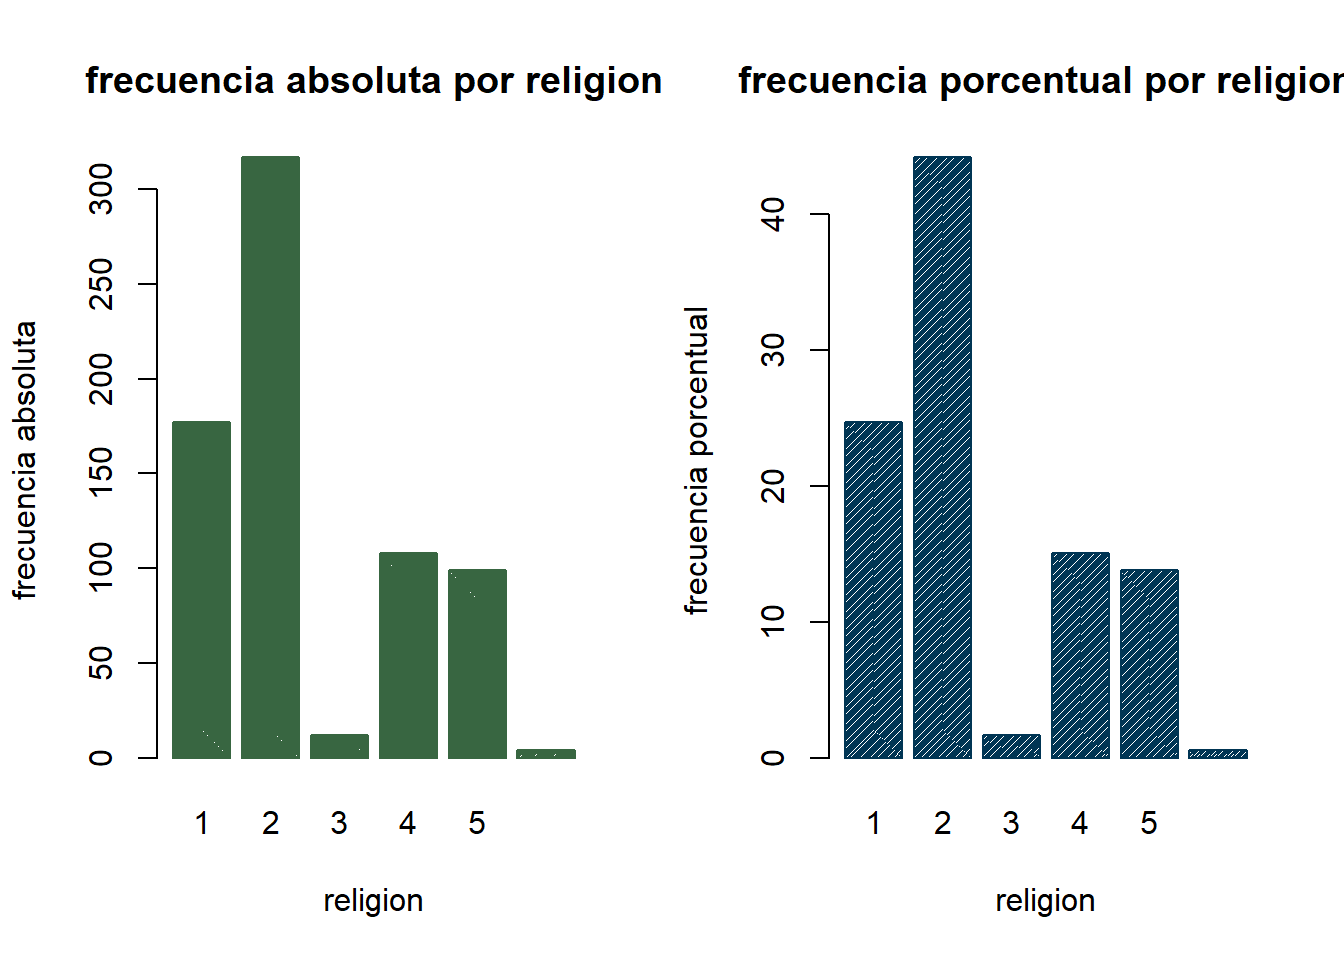 frecuencia absoluta por religion
frecuencia absoluta
300
250
200
150
100
50
0
1 2 3 4 5
religion
frecuencia porcentual por religion
frecuencia porcentual
40
30
20
10
0
1 2 3 4 5
religion